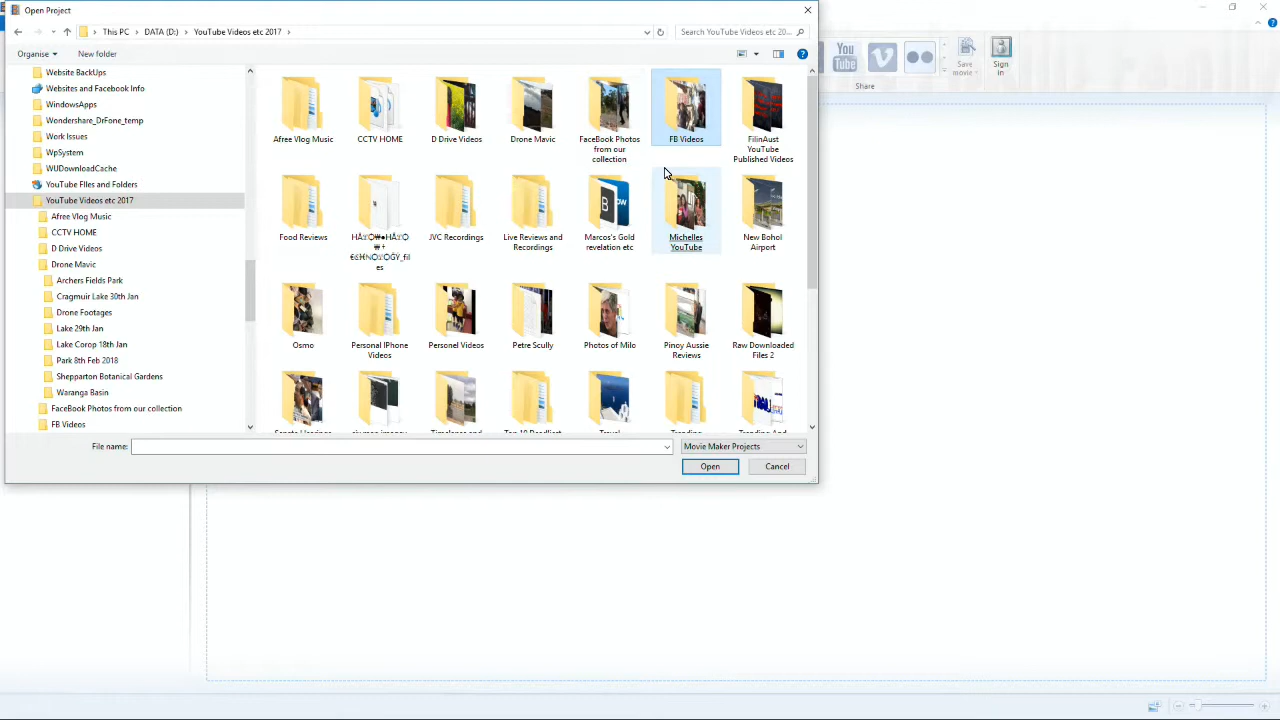 Open Project
This PC > DATA (D:) > YouTube Videos etc 2017 >
Search YouTube Videos etc 20...
Organise
New folder
You
Tube
Save
movie
Sign
in
Share
Website BackUps
Websites and Facebook Info
WindowsApps
Wondershare_DrFone_temp
Work Issues
WpSystem
WUDownloadCache
YouTube FIles and Folders
YouTube Videos etc 2017
Afree Vlog Music
CCTV HOME
D Drive Videos
Drone Mavic
Archers Fields Park
Cragmuir Lake 30th Jan
Drone Footages
Lake 29th Jan
Lake Corop 18th Jan
Park 8th Feb 2018
Shepparton Botanical Gardens
Waranga Basin
FaceBook Photos from our collection
FB Videos
Afree Vlog Music
CCTV HOME
D Drive Videos
Drone Mavic
FaceBook Photos
from our
collection
FB Videos
FilinAust
YouTube
Published Videos
Food Reviews
JVC Recordings
Live Reviews and
Recordings
Marcos's Gold
revelation etc
Michelles
YouTube
New Bohol
Airport
Osmo
Personal IPhone
Videos
Personel Videos
Petre Scully
Photos of Milo
Pinoy Aussie
Reviews
Raw Downloaded
Files 2
File name:
Movie Maker Projects
Open
Cancel